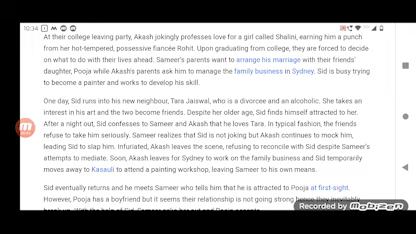 10:34
At their college leaving party, Akash jokingly professes love for a girl called Shalini, earning him a
punch from her hot-tempered, possessive fiancée Rohit. Upon graduating from college, they are forced to decide
on what to do with their lives ahead. Sameer's parents want to arrange his marriage with their friends'
daughter, Pooja while Akash's parents ask him to manage the family business in Sydney. Sid is busy trying
to become a painter and works to develop his skill.
One day, Sid runs into his new neighbour, Tara Jaiswal, who is a divorcee and an alcoholic. She takes an
interest in his art and the two become friends. Despite her older age, Sid finds himself attracted to her.
After a night out, Sid confesses to Sameer and Akash that he loves Tara. In typical fashion, the friends
refuse to take him seriously. Sameer realizes that Sid is not joking but Akash continues to mock him,
leading Sid to slap him. Infuriated, Akash leaves the scene, refusing to reconcile with Sid despite Sameer's
attempts to mediate. Soon, Akash leaves for Sydney to work on the family business and Sid temporarily
moves away to Kasauli to attend a painting workshop, leaving Sameer to his own means.
Sid eventually returns and he meets Sameer who tells him that he is attracted to Pooja at first-sight.
However, Pooja has a boyfriend but it seems their relationship is not going strong hence they inevitably
Recorded by Mobizen